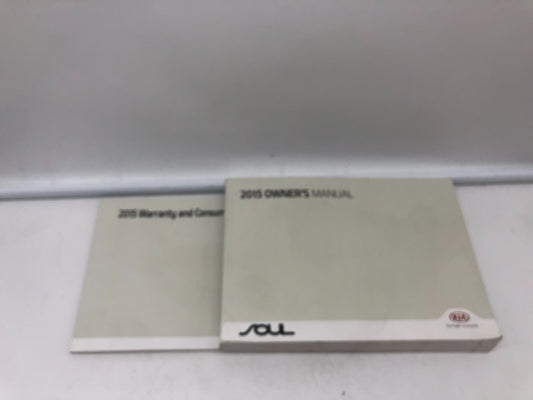 2015 Warranty and Consum
2015 OWNER'S MANUAL
SOUL
KIA